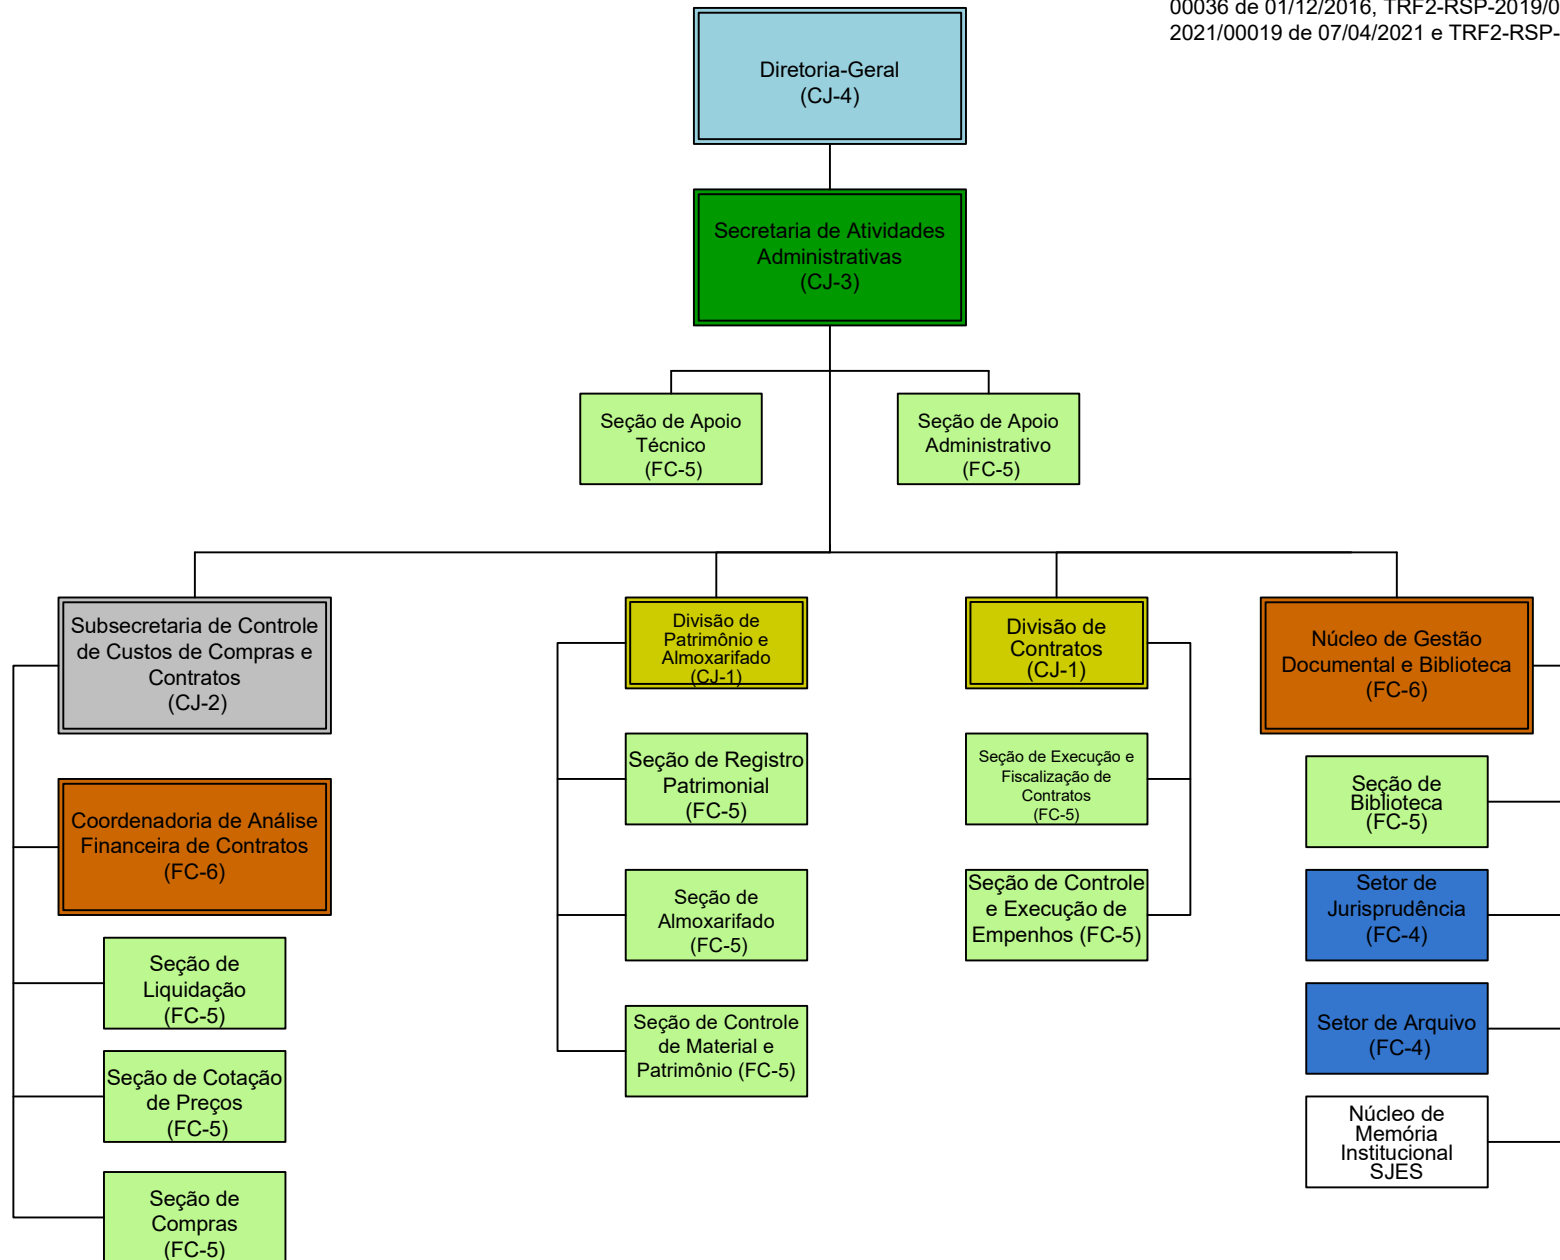 00036 de 01/12/2016, TRF2-RSP-2019/0
2021/00019 de 07/04/2021 e TRF2-RSP-
Diretoria-Geral
(CJ-4)
Secretaria de Atividades
Administrativas
(CJ-3)
Seção de Apoio
Técnico
(FC-5)
Seção de Apoio
Administrativo
(FC-5)
Subsecretaria de Controle
de Custos de Compras e
Contratos
(CJ-2)
Divisão de
Patrimônio e
Almoxarifado
(CJ-1)
Divisão de
Contratos
(CJ-1)
Núcleo de Gestão
Documental e Biblioteca
(FC-6)
Coordenadoria de Análise
Financeira de Contratos
(FC-6)
Seção de Liquidação
(FC-5)
Seção de Cotação
de Preços
(FC-5)
Seção de
Compras
(FC-5)
Seção de Registro
Patrimonial
(FC-5)
Seção de
Almoxarifado
(FC-5)
Seção de Controle
de Material e
Patrimônio (FC-5)
Seção de Execução e
Fiscalização de
Contratos
(FC-5)
Seção de Controle
e Execução de
Empenhos (FC-5)
Seção de
Biblioteca
(FC-5)
Setor de
Jurisprudência
(FC-4)
Setor de Arquivo
(FC-4)
Núcleo de
Memória
Institucional
SJES